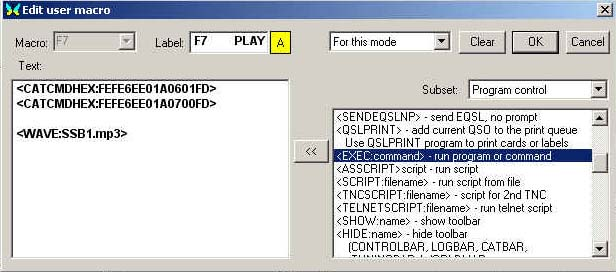 Edit user macro
Macro: F7 Label: F7 PLAY A For this mode Clear OK Cancel
Text:
Subset: Program control
<CATCMDHEX:FEFE6EE01A0601FD>
<CATCMDHEX:FEFE6EE01A0700FD>
<WAVE:SSB1.mp3>
<<
<SENDEQSLNP> - send EQSL, no prompt
<QSLPRINT> - add current QSO to the print queue
Use QSLPRINT program to print cards or labels
<EXEC:command> - run program or command
<ASSCRIPT>script - run script
<SCRIPT:filename> - run script from file
<TNCSCRIPT:filename> - script for 2nd TNC
<TELNETSCRIPT:filename> - run telnet script
<SHOW:name> - show toolbar
<HIDE:name> - hide toolbar
(CONTROLBAR, LOGBAR, CATBAR,